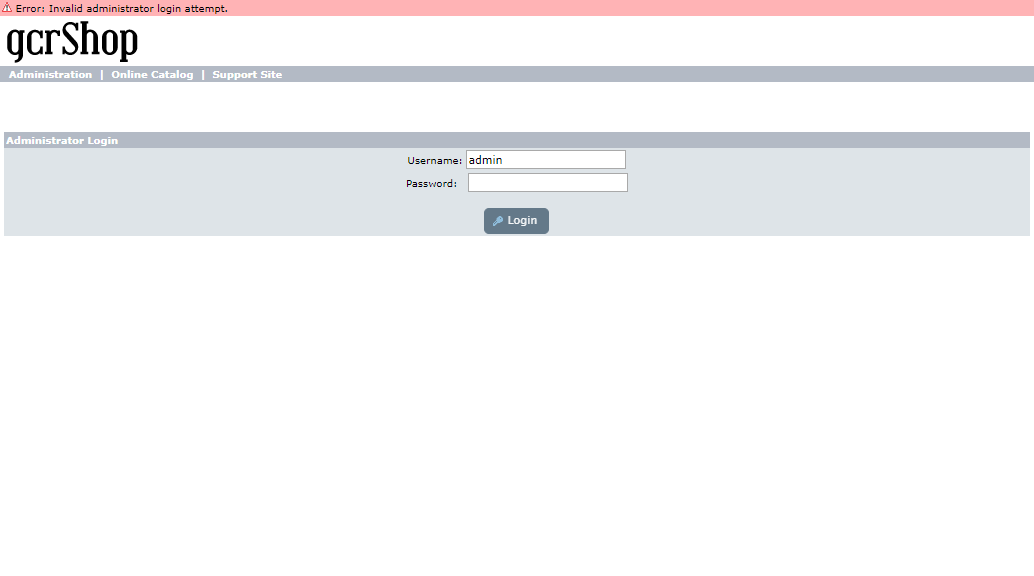 Error: Invalid administrator login attempt.
gcrShop
Administration | Online Catalog | Support Site
Administrator Login
Username: admin
Password:
Login